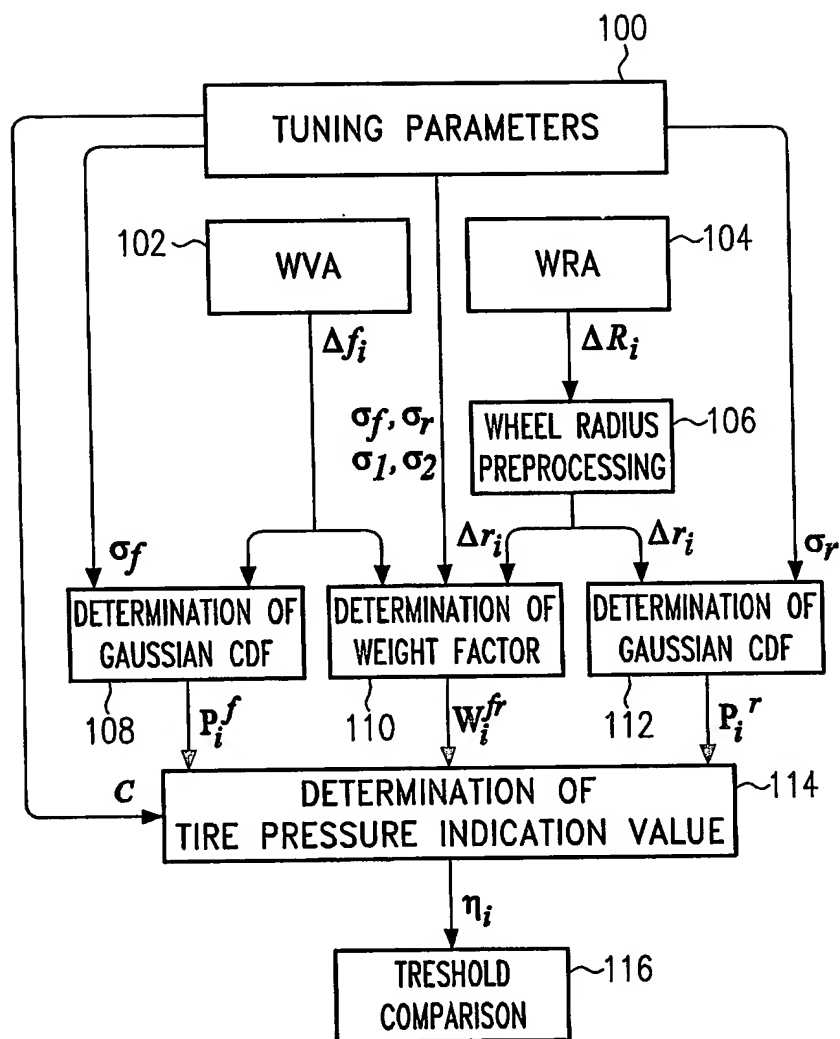 100
TUNING PARAMETERS
102
WVA
104
WRA
Δf_i
ΔR_i
σ_f, σ_r
σ_1, σ_2
WHEEL RADIUS
PREPROCESSING
106
σ_f
Δr_i
Δr_i
σ_r
DETERMINATION OF
GAUSSIAN CDF
DETERMINATION OF
WEIGHT FACTOR
DETERMINATION OF
GAUSSIAN CDF
108
P_i^f
110
W_i^{fr}
112
P_i^r
C
DETERMINATION OF
TIRE PRESSURE INDICATION VALUE
114
η_i
TRESHOLD
COMPARISON
116